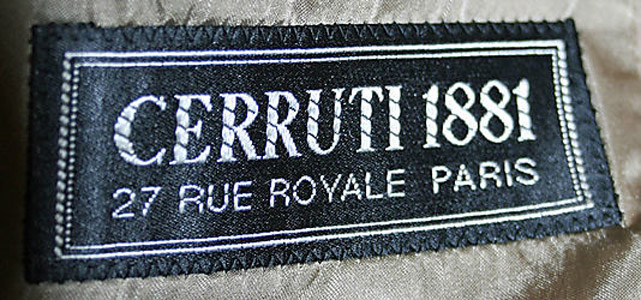 CERRUTI 1881
27 RUE ROYALE PARIS